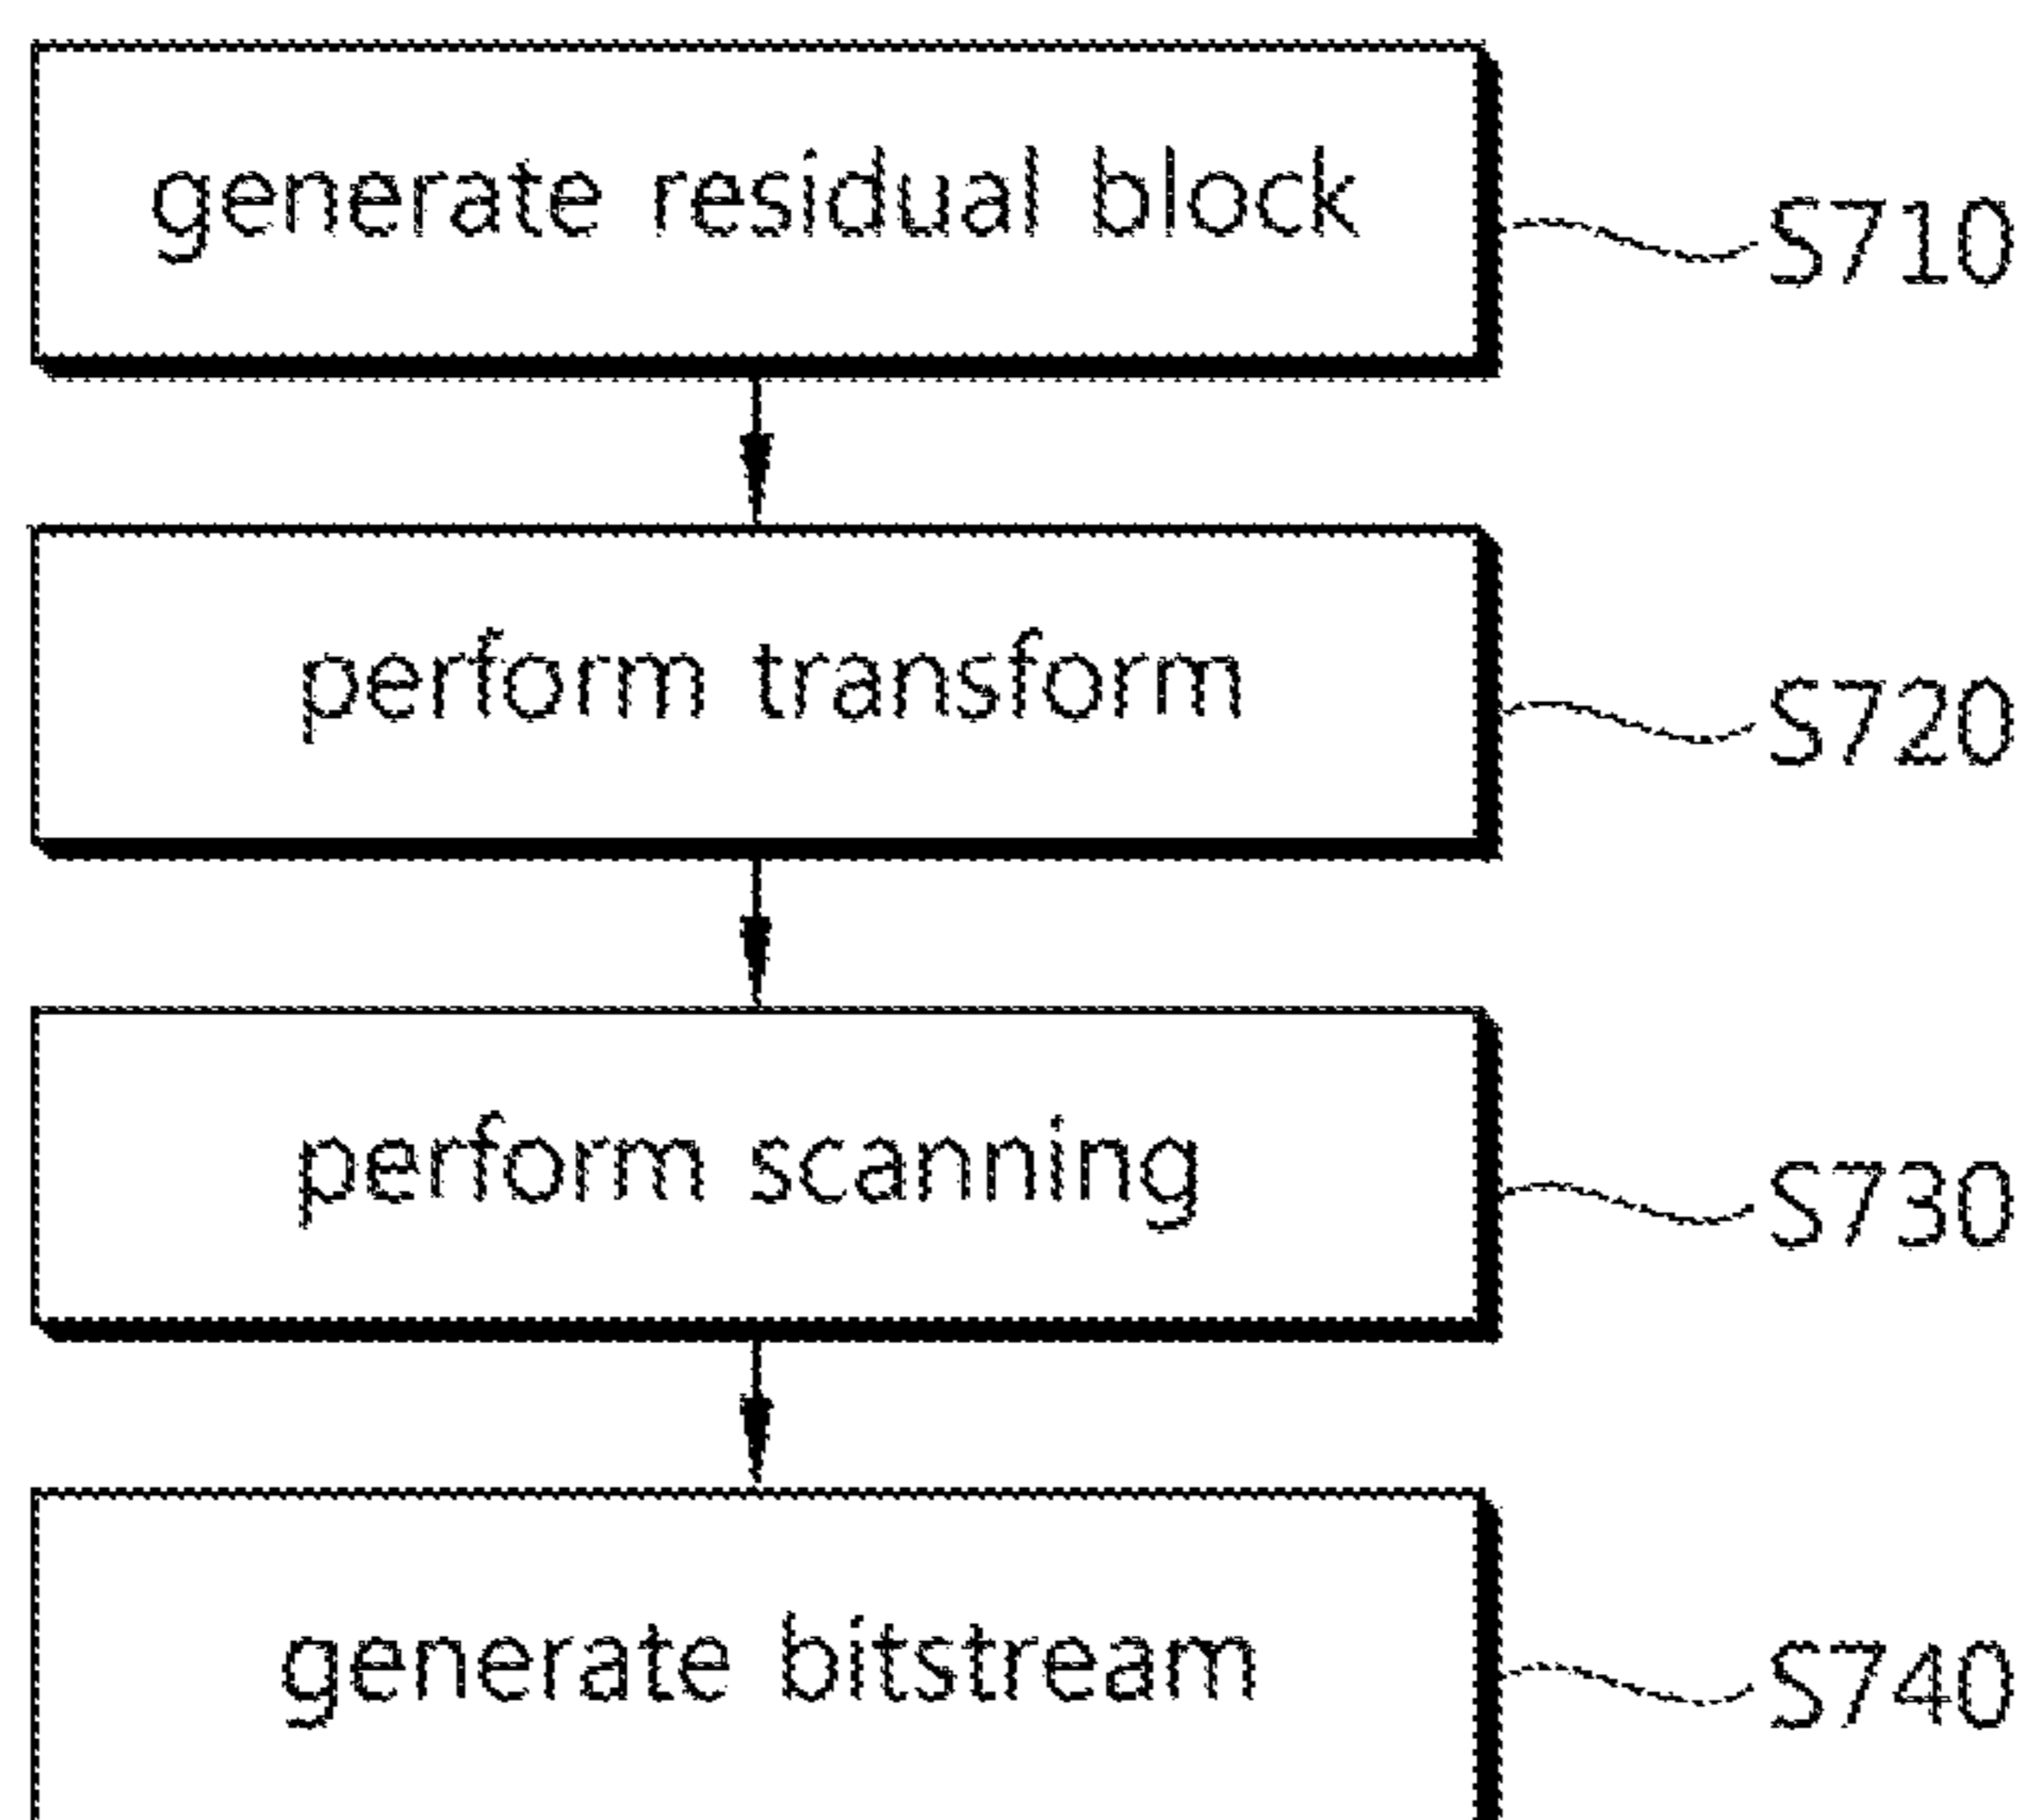 generate residual block
S710
perform transform
S720
perform scanning
S730
generate bitstream
S740